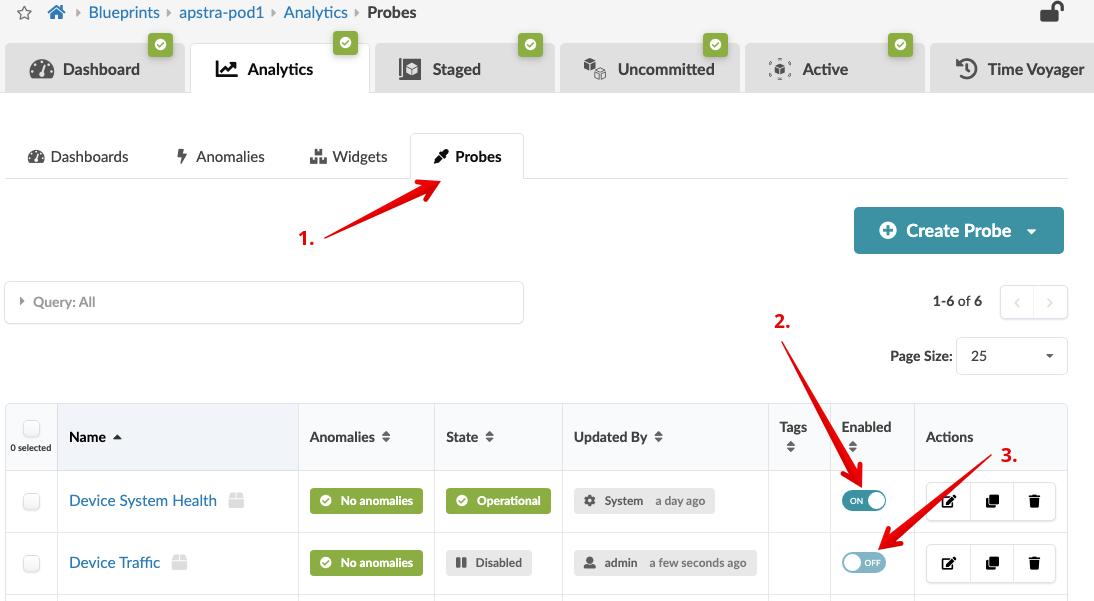 Blueprints apstra-pod1 Analytics Probes
Dashboard Analytics Staged Uncommitted Active Time Voyager
Dashboards Anomalies Widgets Probes
1.
Create Probe
Query: All
1-6 of 6
2.
Page Size: 25
0 selected
Name Anomalies State Updated By Tags Enabled Actions
3.
Device System Health No anomalies Operational System a day ago ON
Device Traffic No anomalies Disabled admin a few seconds ago OFF